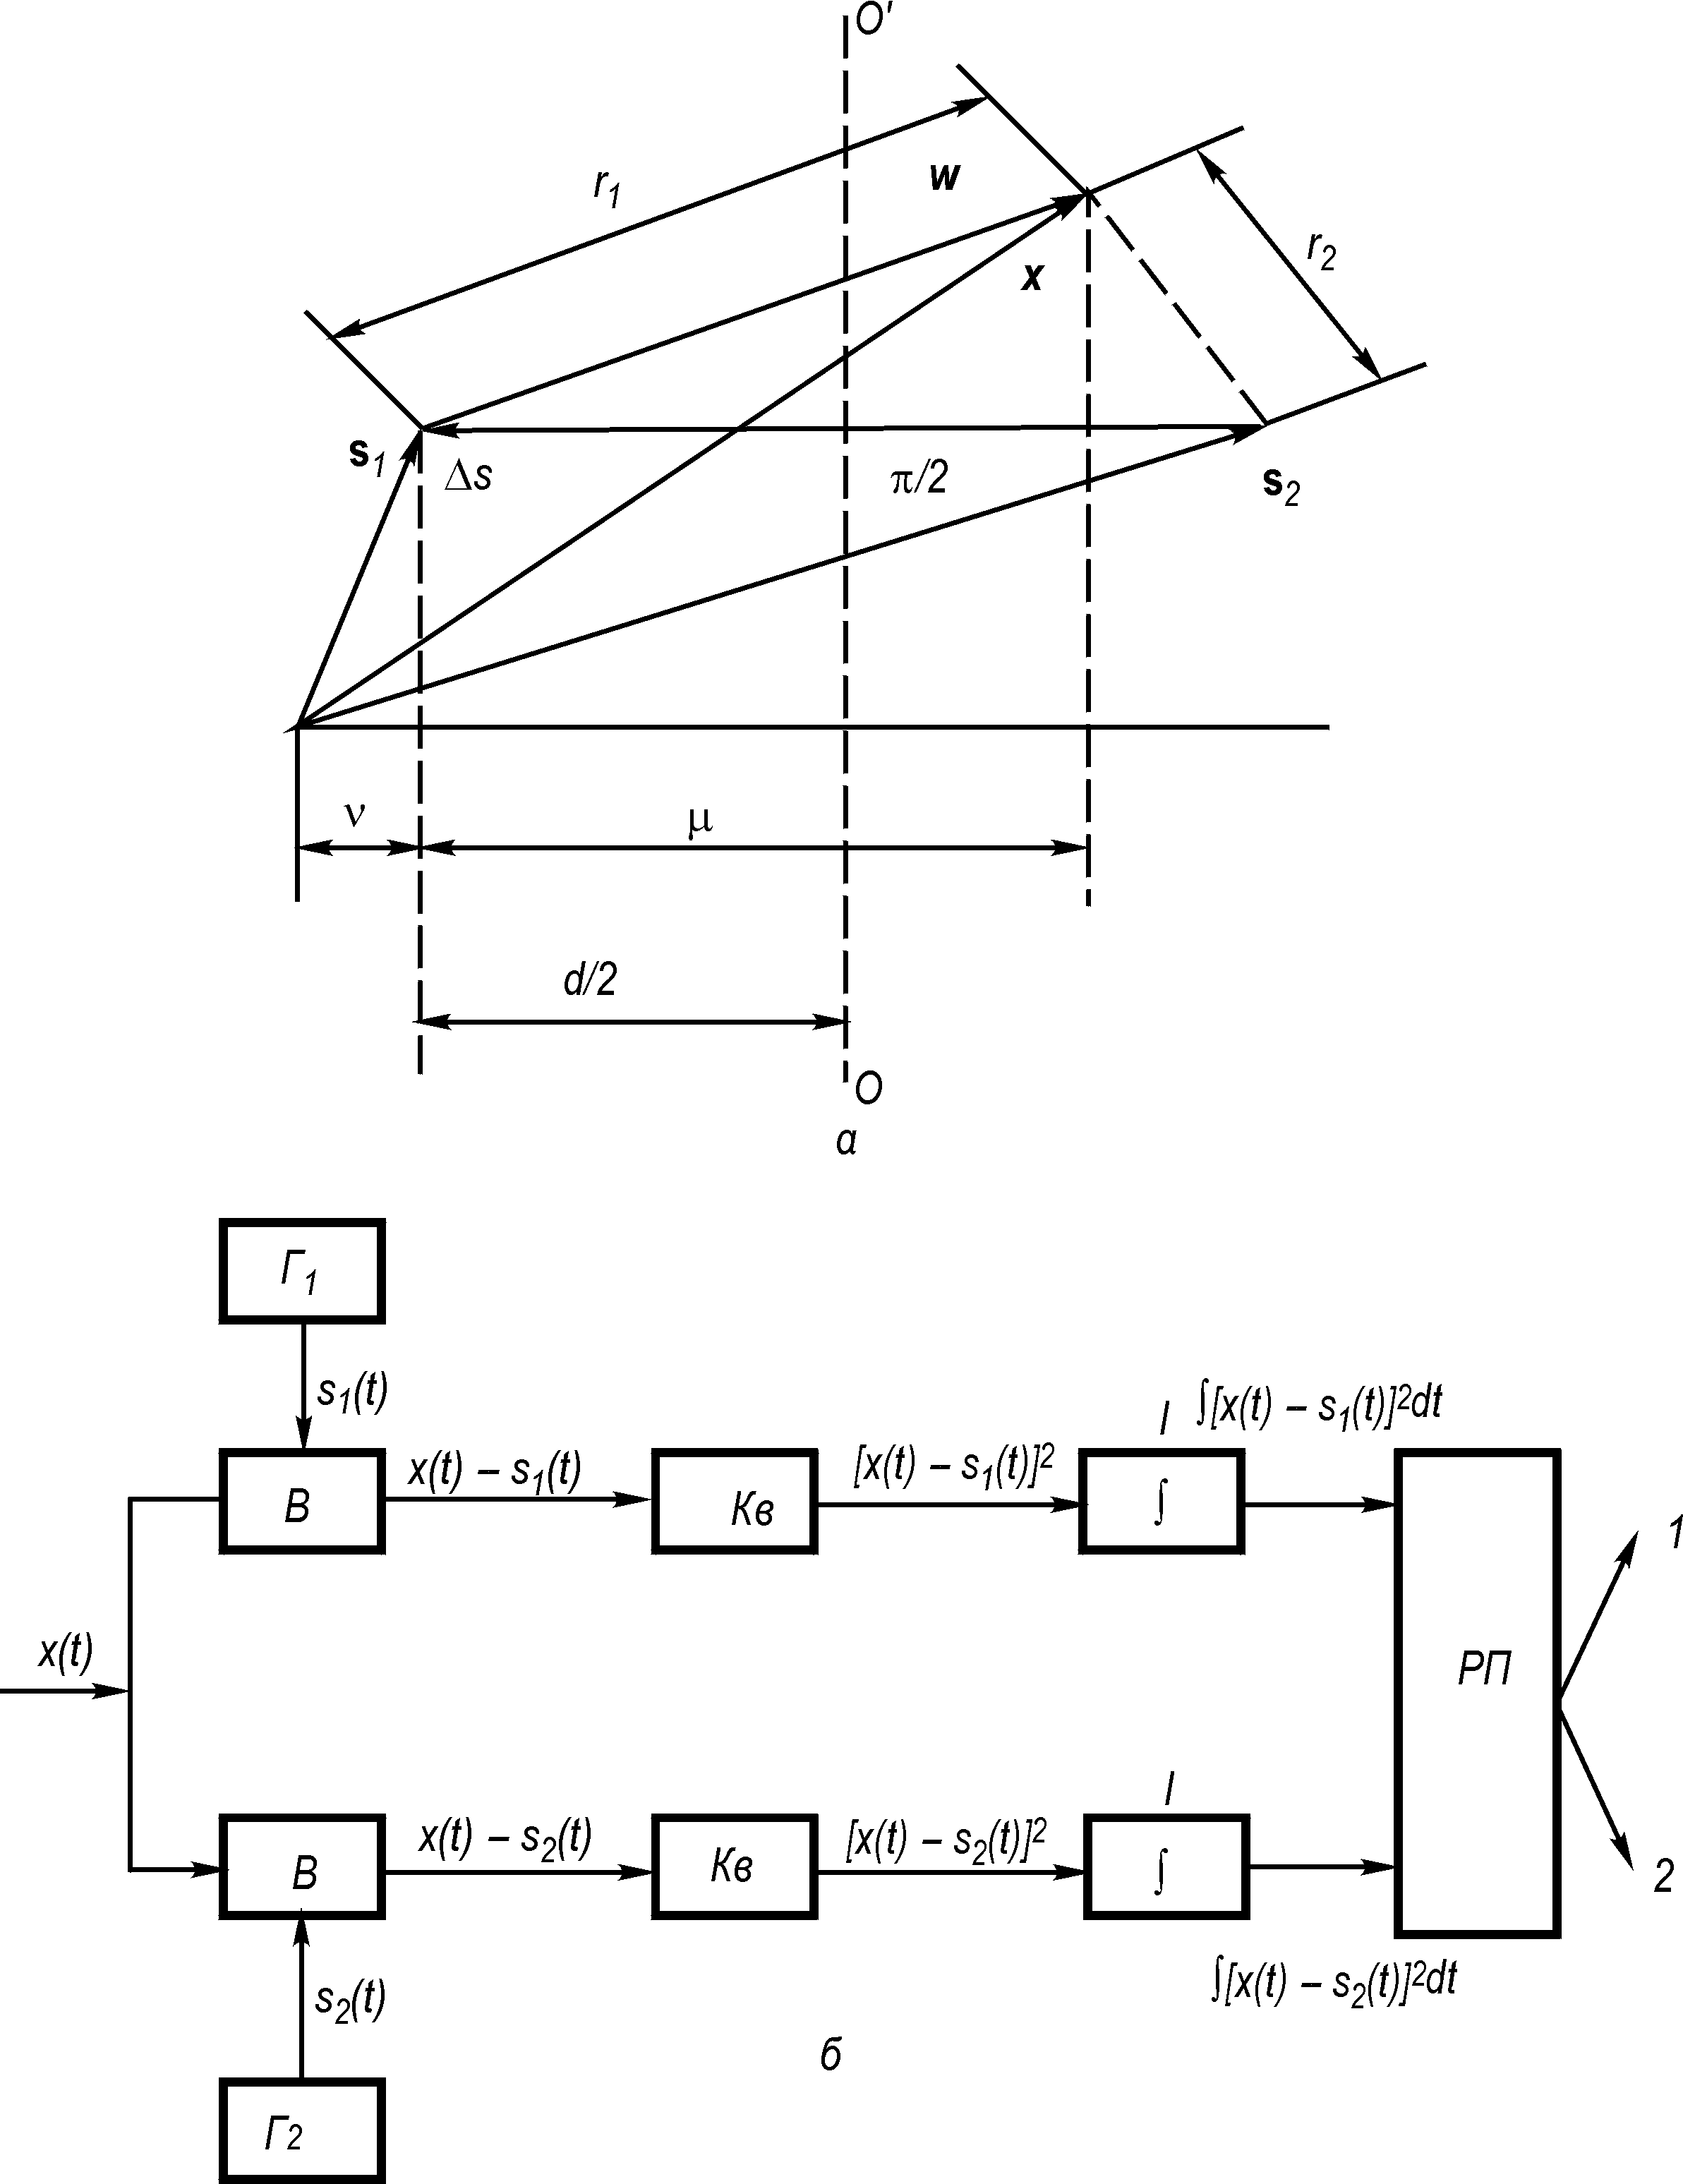 O'
r1
w
r2
x
s1
Δs
π/2
s2
ν
μ
d/2
O
а
Г1
s1(t)
x(t) – s1(t)
[x(t) – s1(t)]2
I
∫[x(t) – s1(t)]2dt
В
Кв
∫
1
x(t)
РП
I
x(t) – s2(t)
[x(t) – s2(t)]2
В
Кв
∫
2
s2(t)
∫[x(t) – s2(t)]2dt
б
Г2